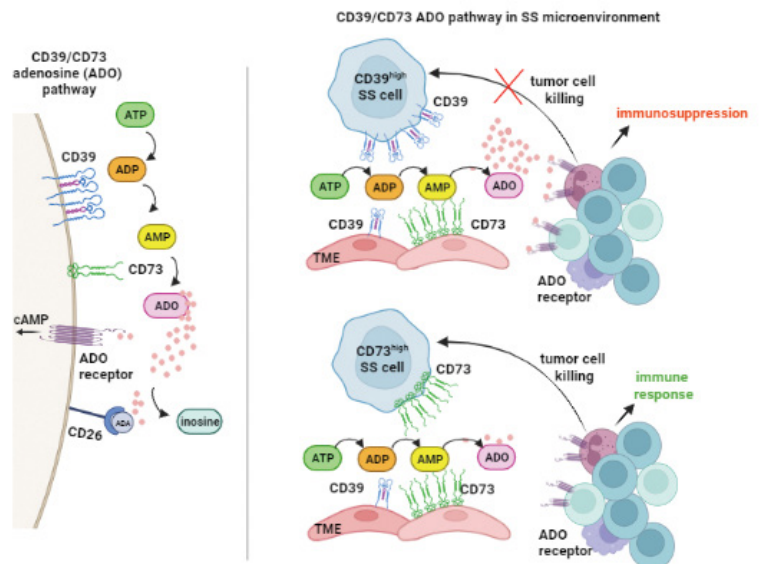 CD39/CD73
adenosine (ADO)
pathway
ATP
CD39
ADP
AMP
CD73
ADO
cAMP
ADO
receptor
CD26
ADA
inosine
CD39/CD73 ADO pathway in SS microenvironment
CD39high
SS cell
CD39
tumor cell
killing
immunosuppression
ATP
ADP
AMP
ADO
CD39
CD73
TME
ADO
receptor
CD73high
SS cell
CD73
tumor cell
killing
immune
response
ATP
ADP
AMP
ADO
CD39
CD73
TME
ADO
receptor